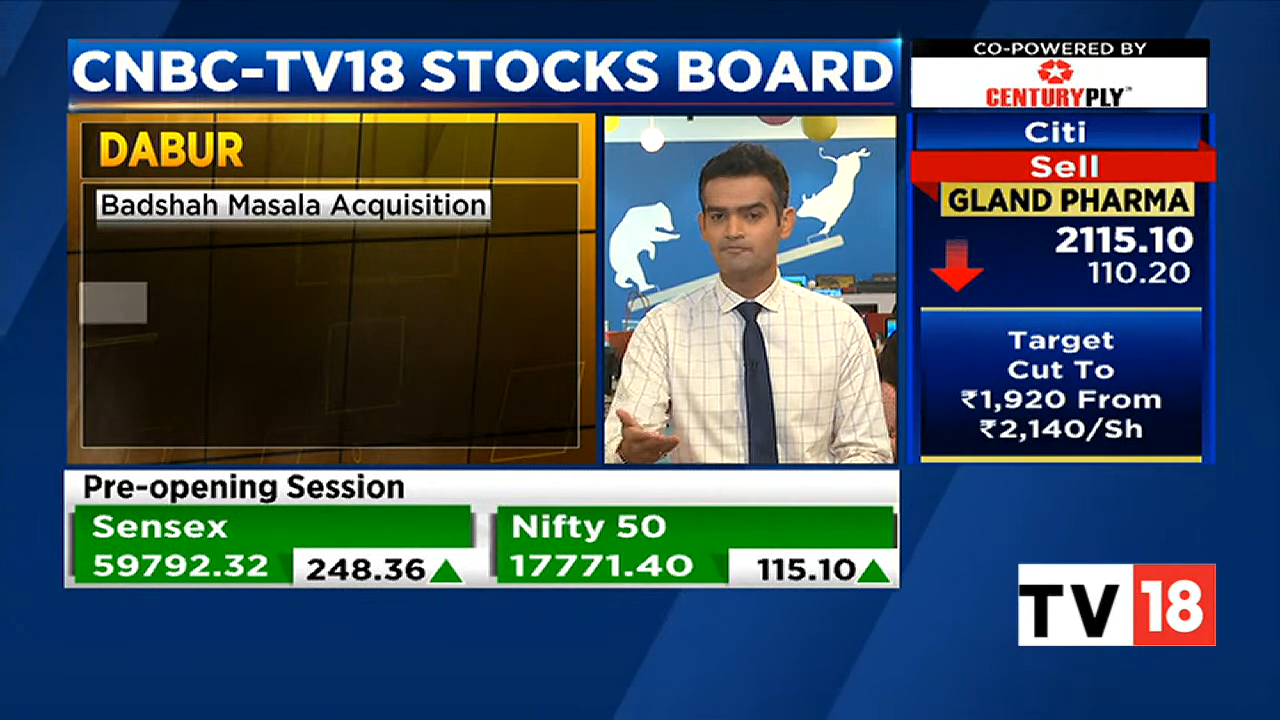 CNBC-TV18 STOCKS BOARD
DABUR
Badshah Masala Acquisition
CO-POWERED BY
CENTURYPLY
Citi
Sell
GLAND PHARMA
2115.10
110.20
Target
Cut To
₹1,920 From
₹2,140/Sh
Pre-opening Session
Sensex
59792.32 248.36
Nifty 50
17771.40 115.10
TV18